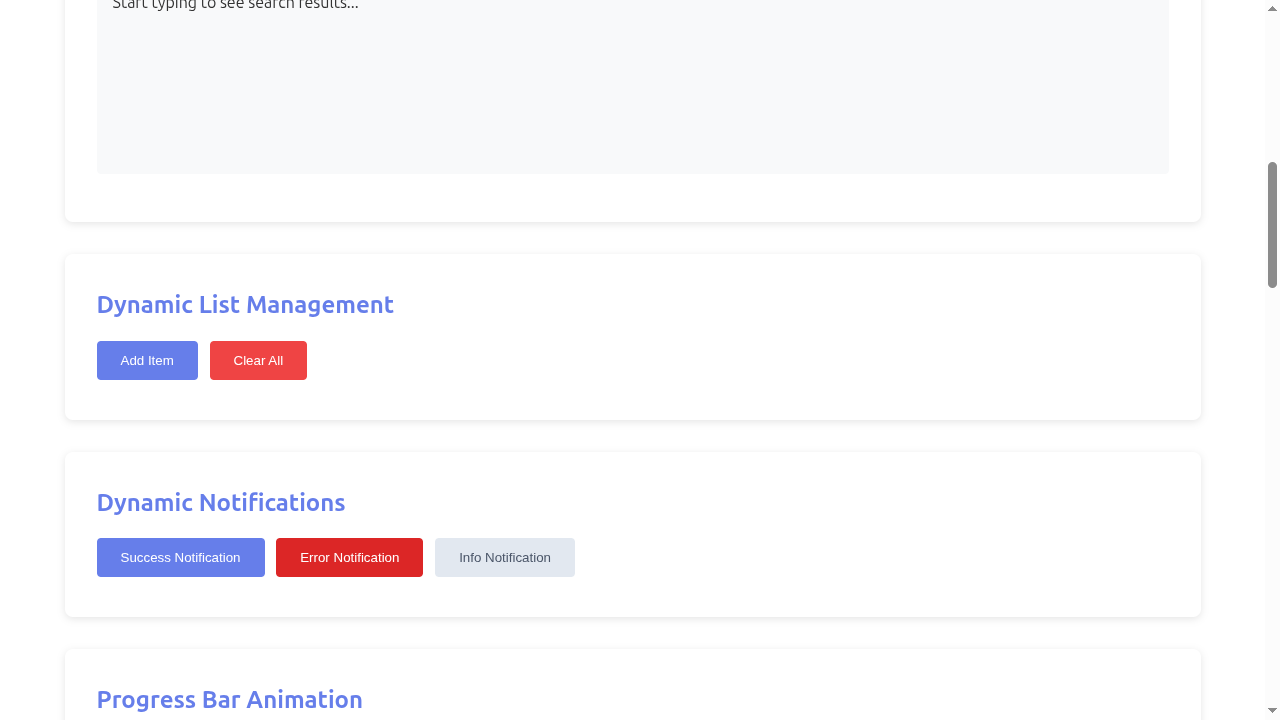 Start typing to see search results...
Dynamic List Management
Add Item
Clear All
Dynamic Notifications
Success Notification
Error Notification
Info Notification
Progress Bar Animation